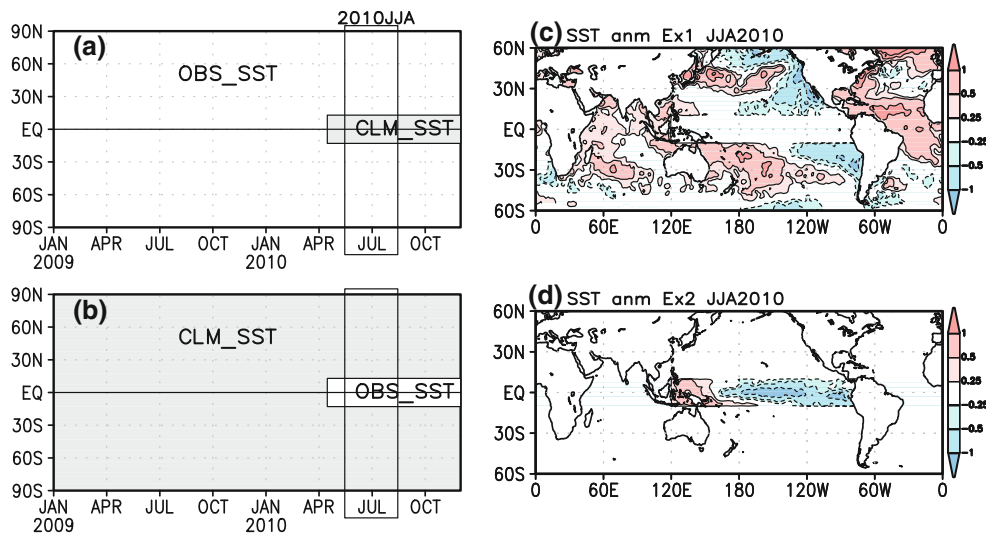 2010JJA
(a)
90N
60N
30N
EQ
30S
60S
90S
OBS_SST
CLM_SST
JAN APR JUL OCT JAN APR JUL OCT
2009 2010
(b)
90N
60N
30N
EQ
30S
60S
90S
CLM_SST
OBS_SST
JAN APR JUL OCT JAN APR JUL OCT
2009 2010
(c) SST anm Ex1 JJA2010
60N
30N
EQ
30S
60S
0 60E 120E 180 120W 60W 0
1
0.5
0.25
-0.25
-0.5
-1
(d) SST anm Ex2 JJA2010
60N
30N
EQ
30S
60S
0 60E 120E 180 120W 60W 0
1
0.5
0.25
-0.25
-0.5
-1